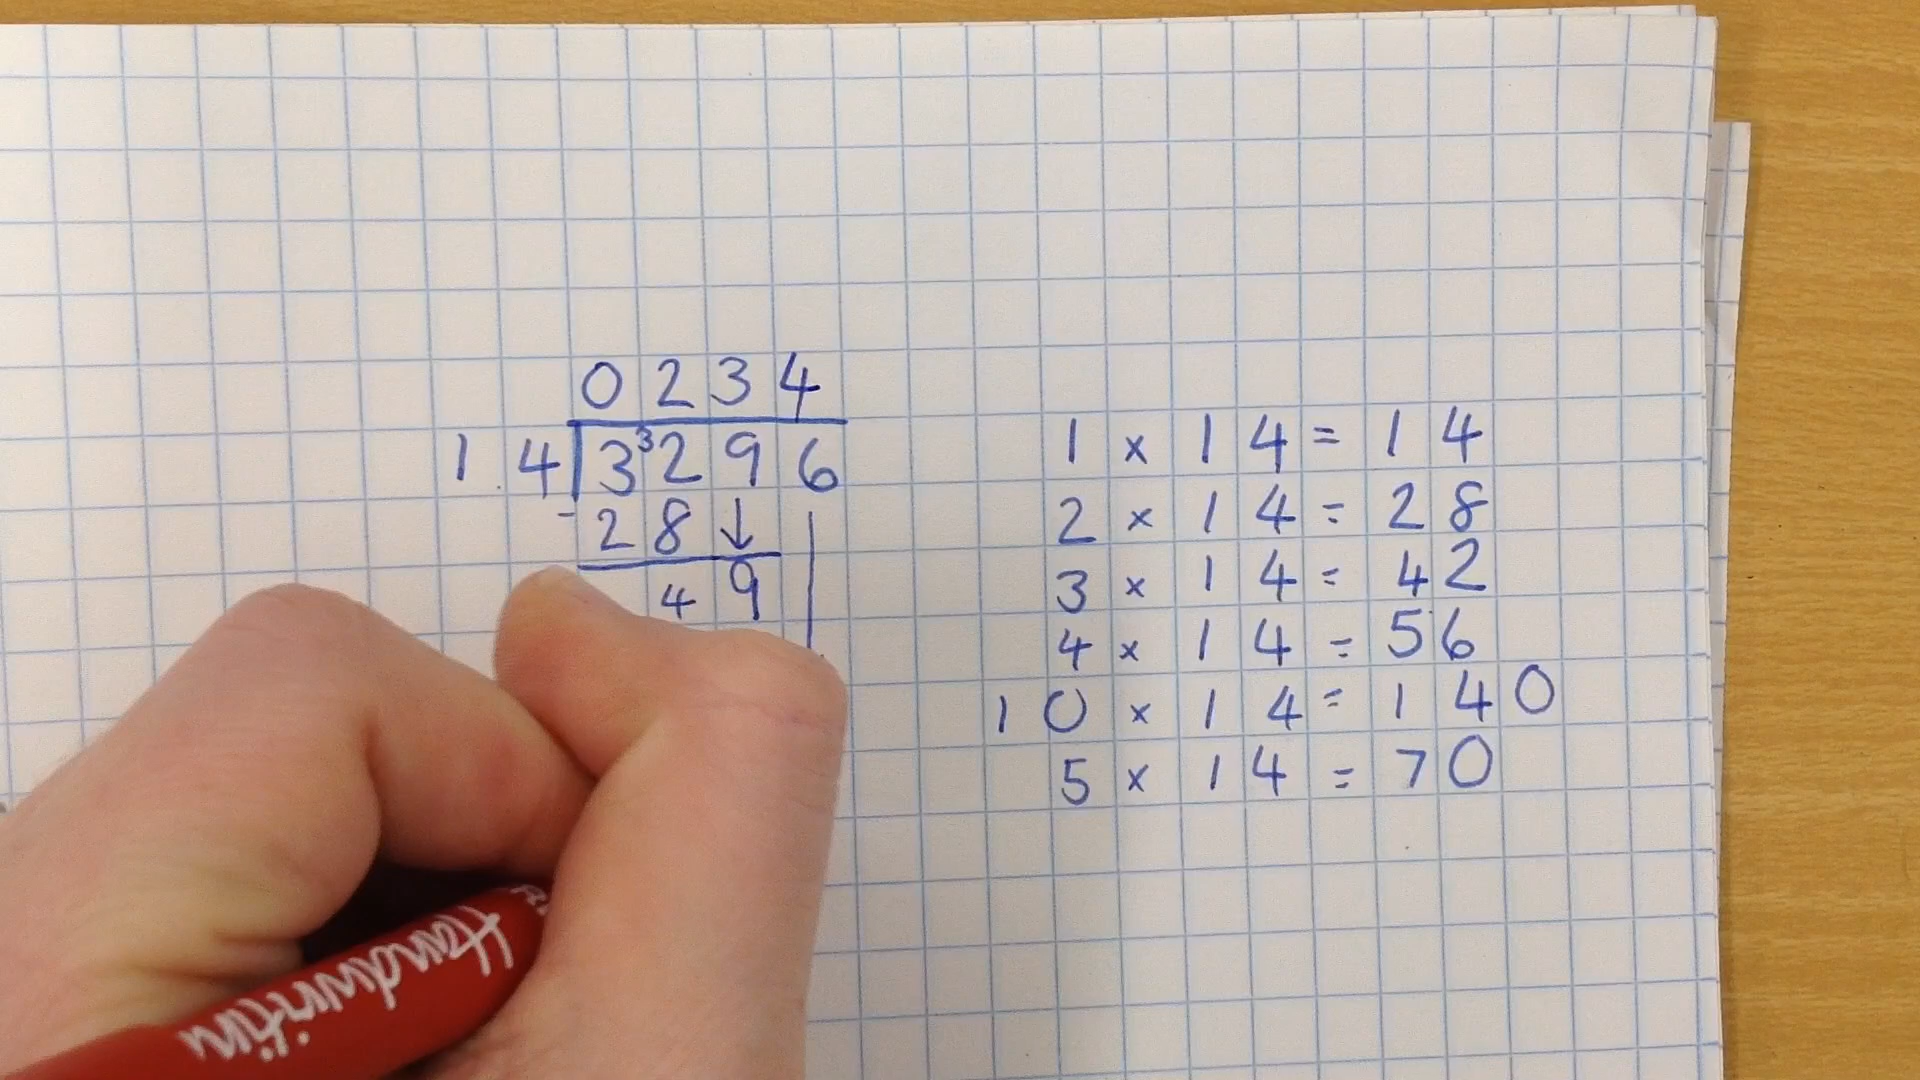 0234
14 3³296
- 28↓
49
1 × 14 = 14
2 × 14 = 28
3 × 14 = 42
4 × 14 = 56
10 × 14 = 140
5 × 14 = 70
Handwritin